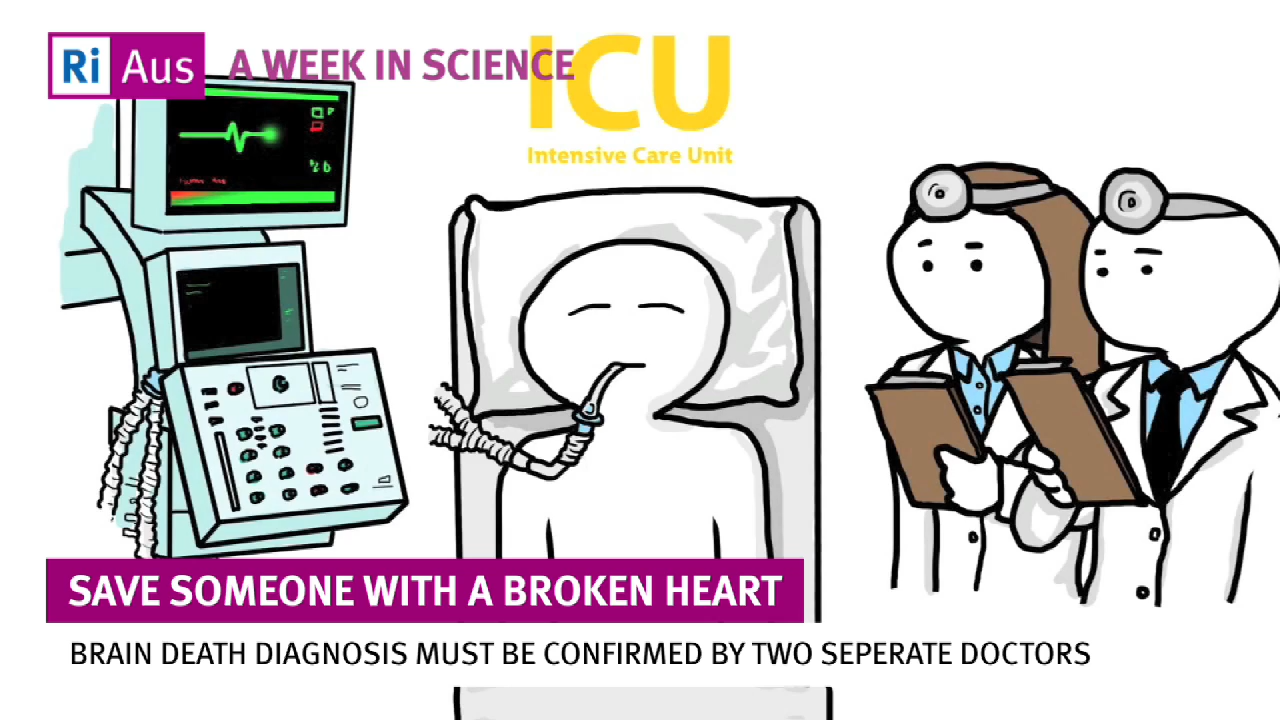 Ri Aus A WEEK IN SCIENCE
ICU
Intensive Care Unit
SAVE SOMEONE WITH A BROKEN HEART
BRAIN DEATH DIAGNOSIS MUST BE CONFIRMED BY TWO SEPERATE DOCTORS